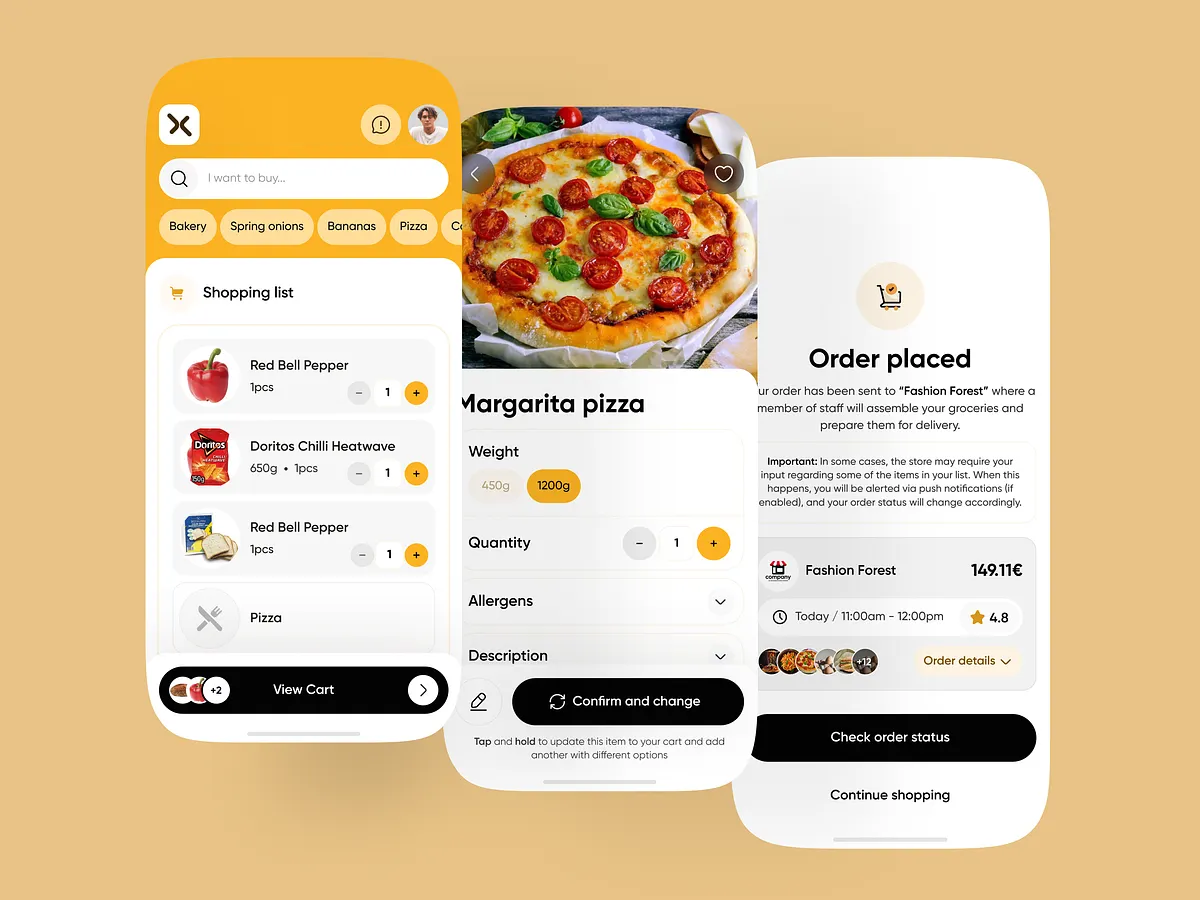 I want to buy...
Bakery
Spring onions
Bananas
Pizza
Shopping list
Red Bell Pepper
1pcs
− 1 +
Doritos
CHILLI
HEATWAVE
150g
Doritos Chilli Heatwave
650g • 1pcs
− 1 +
Red Bell Pepper
1pcs
− 1 +
Pizza
+2
View Cart
Margarita pizza
Weight
450g
1200g
Quantity
− 1 +
Allergens
Description
Confirm and change
Tap and hold to update this item to your cart and add
another with different options
Order placed
ur order has been sent to “Fashion Forest” where a
member of staff will assemble your groceries and
prepare them for delivery.
Important: In some cases, the store may require your
input regarding some of the items in your list. When this
happens, you will be alerted via push notifications (if
enabled), and your order status will change accordingly.
company
Fashion Forest
149.11€
Today / 11:00am - 12:00pm
4.8
+12
Order details
Check order status
Continue shopping